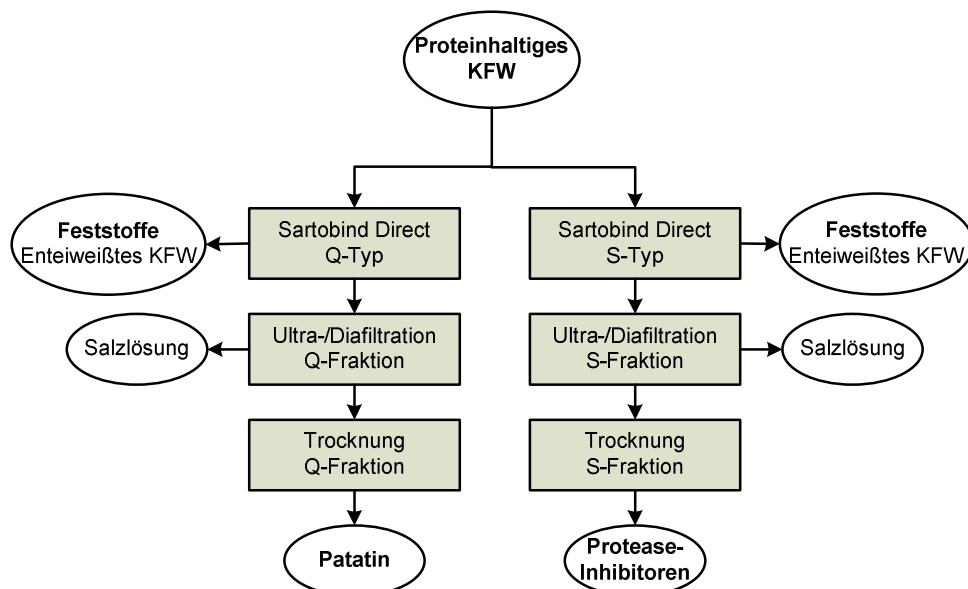 Proteinhaltiges
KFW
Feststoffe
Enteiweißtes KFW
Sartobind Direct
Q-Typ
Sartobind Direct
S-Typ
Feststoffe
Enteiweißtes KFW
Salzlösung
Ultra-/Diafiltration
Q-Fraktion
Ultra-/Diafiltration
S-Fraktion
Salzlösung
Trocknung
Q-Fraktion
Trocknung
S-Fraktion
Patatin
Protease-
Inhibitoren